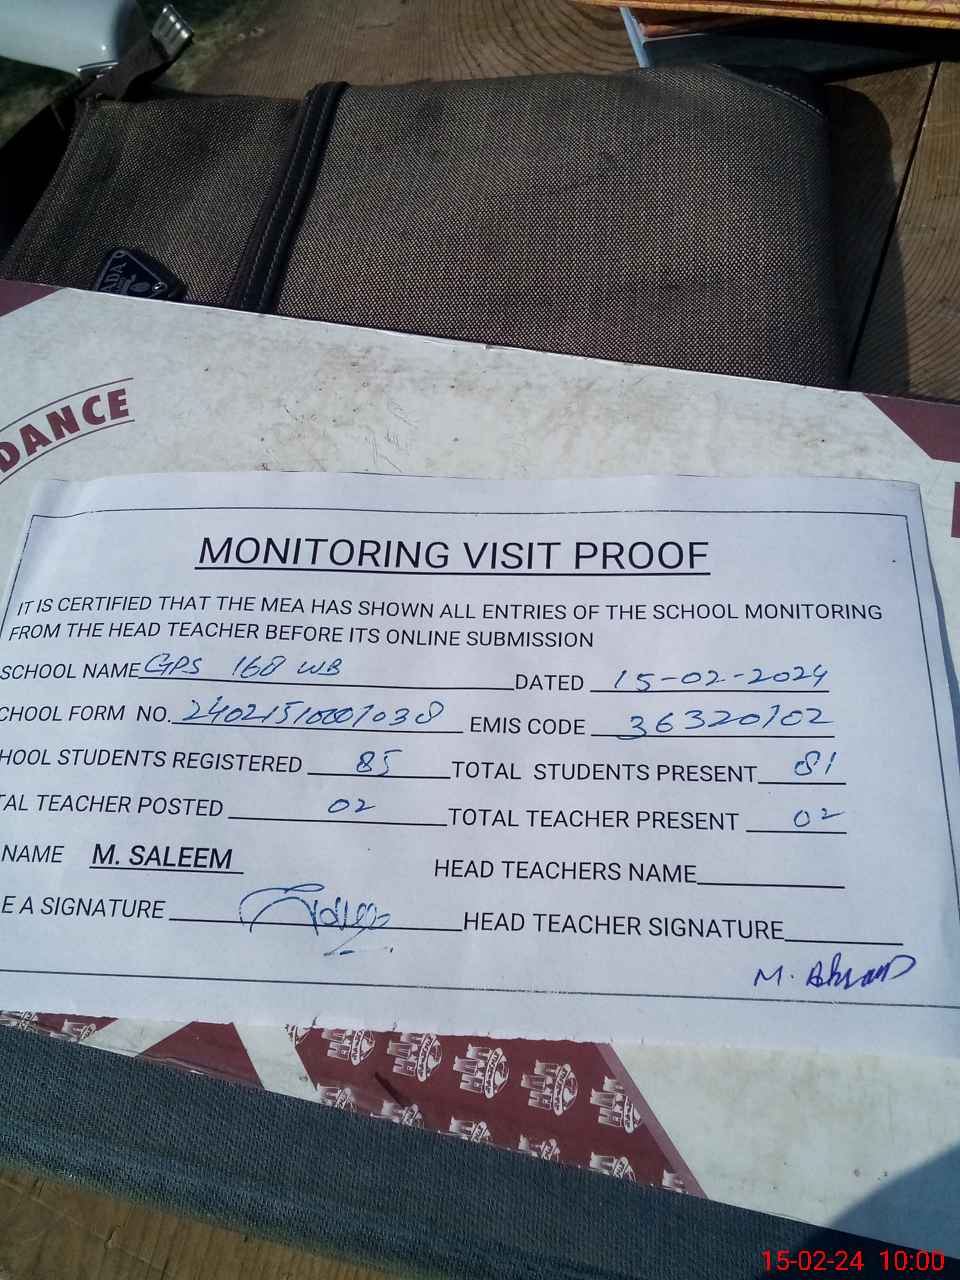 DANCE
MONITORING VISIT PROOF
IT IS CERTIFIED THAT THE MEA HAS SHOWN ALL ENTRIES OF THE SCHOOL MONITORING
FROM THE HEAD TEACHER BEFORE ITS ONLINE SUBMISSION
SCHOOL NAME GPS 168 WB DATED 15-02-2024
CHOOL FORM NO. EMIS CODE 36320102
HOOL STUDENTS REGISTERED 85 TOTAL STUDENTS PRESENT 81
TAL TEACHER POSTED 02 TOTAL TEACHER PRESENT 02
NAME M. SALEEM HEAD TEACHERS NAME
E A SIGNATURE HEAD TEACHER SIGNATURE
M. Akram
15-02-24 10:00